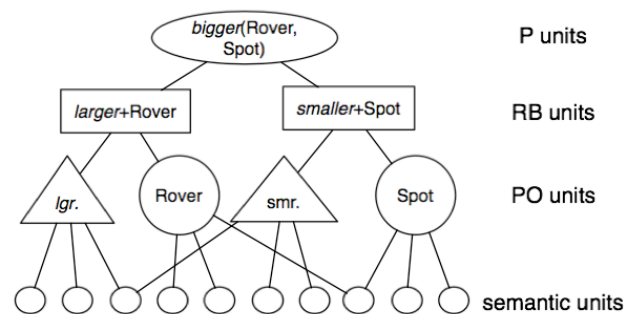 bigger(Rover,
Spot)
P units
larger+Rover
smaller+Spot
RB units
lgr.
Rover
smr.
Spot
PO units
semantic units